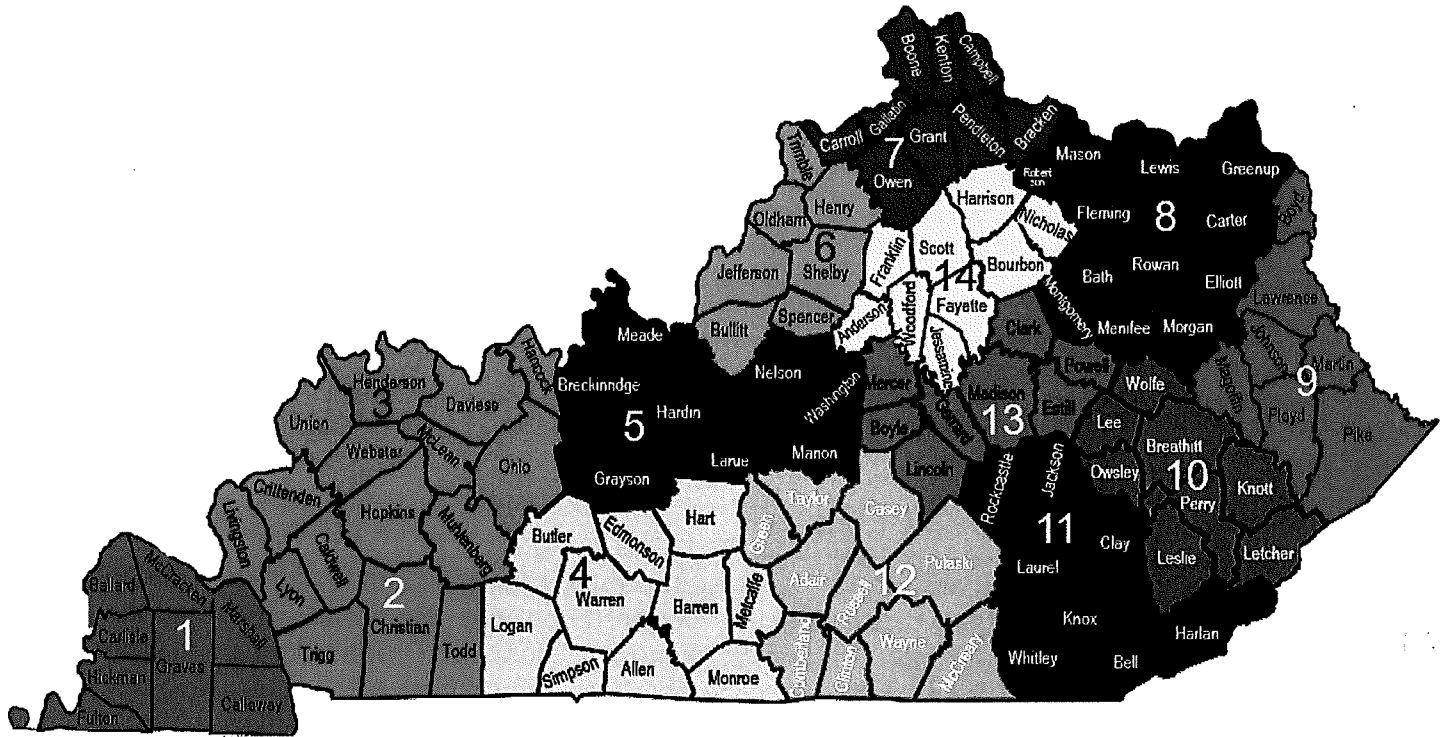 Boone
Kenton
Campbell
Carroll
Gallatin
Grant
Pendleton
Bracken
7
Owen
Trimble
Mason
Lewis
Greenup
Robert
son
Harrison
Nicholas
Fleming
8
Carter
Boyd
Oldham
Henry
6
Shelby
Jefferson
Franklin
Scott
14
Bourbon
Fayette
Bath
Rowan
Elliott
Montgomery
Menifee
Morgan
Lawrence
Bullitt
Spencer
Anderson
Woodford
Jessamine
Clark
Powell
Johnson
Martin
Magoffin
9
Floyd
Pike
Meade
Nelson
Washington
Breckinndge
Hardin
5
Larue
Manon
Grayson
Mercer
Boyle
Garrard
Madison
13
Estill
Lincoln
Wolfe
Lee
Breathitt
Owsley
10
Perry
Knott
Leslie
Letcher
Hancock
Henderson
3
Daviess
Union
Webster
McLean
Ohio
Crittenden
Livingston
Hopkins
Muhlenberg
Caldwell
Lyon
2
Christian
Trigg
Todd
Butler
Edmonson
Hart
4
Warren
Barren
Metcalfe
Logan
Simpson
Allen
Monroe
Green
Taylor
Casey
Adair
Russell
12
Pulaski
Cumberland
Clinton
Wayne
McCreary
Rockcastle
Jackson
11
Clay
Laurel
Knox
Harlan
Whitley
Bell
Ballard
McCracken
Marshall
Carlisle
1
Graves
Hickman
Fulton
Calloway